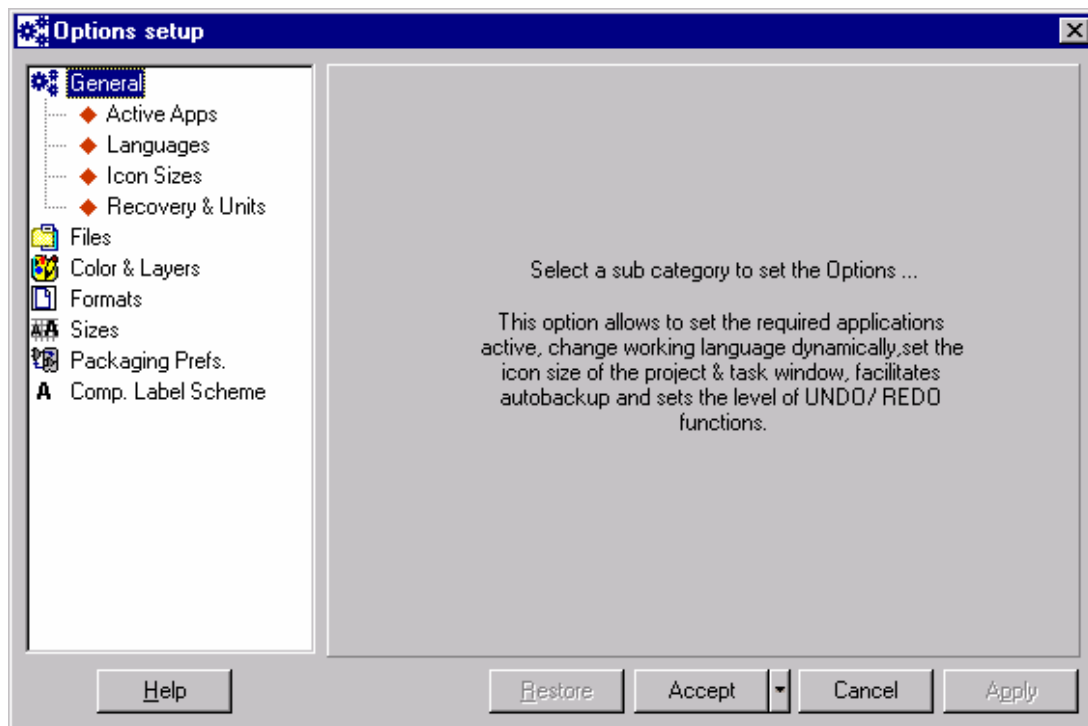 Options setup
General
Active Apps
Languages
Icon Sizes
Recovery & Units
Files
Color & Layers
Formats
Sizes
Packaging Prefs.
Comp. Label Scheme
Select a sub category to set the Options ...
This option allows to set the required applications
active, change working language dynamically,set the
icon size of the project & task window, facilitates
autobackup and sets the level of UNDO/ REDO
functions.
Help
Restore
Accept
Cancel
Apply